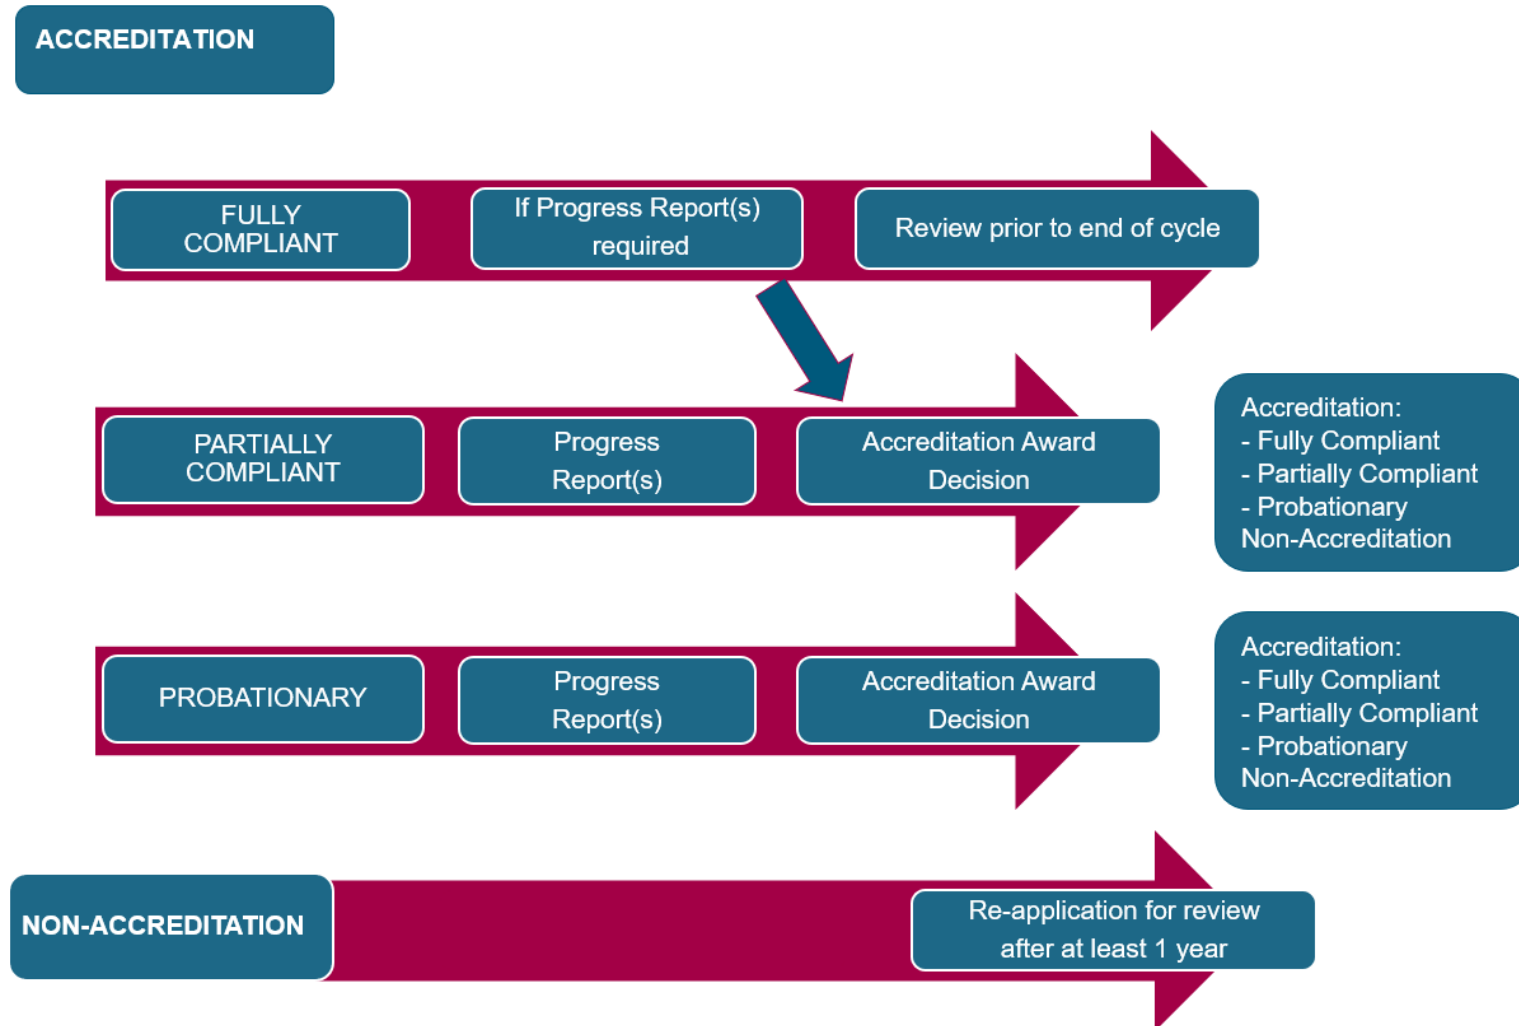 ACCREDITATION
FULLY
COMPLIANT
If Progress Report(s)
required
Review prior to end of cycle
PARTIALLY
COMPLIANT
Progress
Report(s)
Accreditation Award
Decision
Accreditation:
- Fully Compliant
- Partially Compliant
- Probationary
Non-Accreditation
PROBATIONARY
Progress
Report(s)
Accreditation Award
Decision
Accreditation:
- Fully Compliant
- Partially Compliant
- Probationary
Non-Accreditation
NON-ACCREDITATION
Re-application for review
after at least 1 year